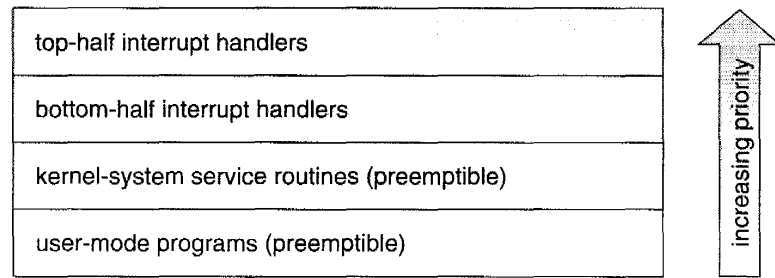 top-half interrupt handlers
bottom-half interrupt handlers
kernel-system service routines (preemptible)
user-mode programs (preemptible)
increasing priority